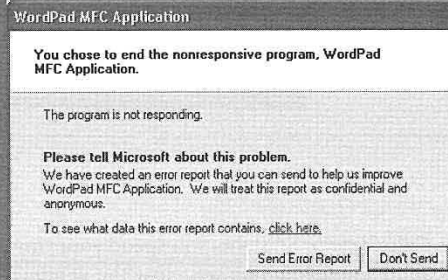 WordPad MFC Application
You chose to end the nonresponsive program, WordPad
MFC Application.
The program is not responding.
Please tell Microsoft about this problem.
We have created an error report that you can send to help us improve
WordPad MFC Application. We will treat this report as confidential and
anonymous.
To see what data this error report contains, click here.
Send Error Report Don't Send